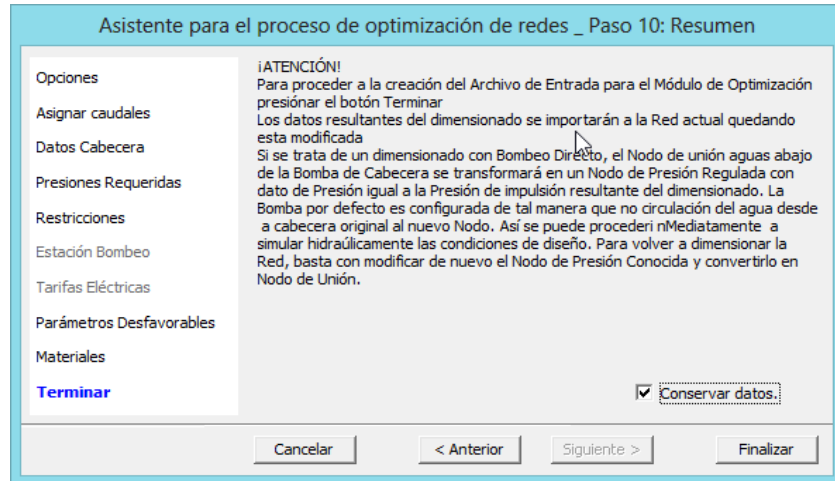 Asistente para el proceso de optimización de redes _ Paso 10: Resumen
Opciones
Asignar caudales
Datos Cabecera
Presiones Requeridas
Restricciones
Estación Bombeo
Tarifas Eléctricas
Parámetros Desfavorables
Materiales
Terminar
¡ATENCIÓN!
Para proceder a la creación del Archivo de Entrada para el Módulo de Optimización
presiónar el botón Terminar
Los datos resultantes del dimensionado se importarán a la Red actual quedando
esta modificada
Si se trata de un dimensionado con Bombeo Directo, el Nodo de unión aguas abajo
de la Bomba de Cabecera se transformará en un Nodo de Presión Regulada con
dato de Presión igual a la Presión de impulsión resultante del dimensionado. La
Bomba por defecto es configurada de tal manera que no circulación del agua desde
a cabecera original al nuevo Nodo. Así se puede procederi nMediatamente a
simular hidraúlicamente las condiciones de diseño. Para volver a dimensionar la
Red, basta con modificar de nuevo el Nodo de Presión Conocida y convertirlo en
Nodo de Unión.
Conservar datos.
Cancelar
< Anterior
Siguiente >
Finalizar